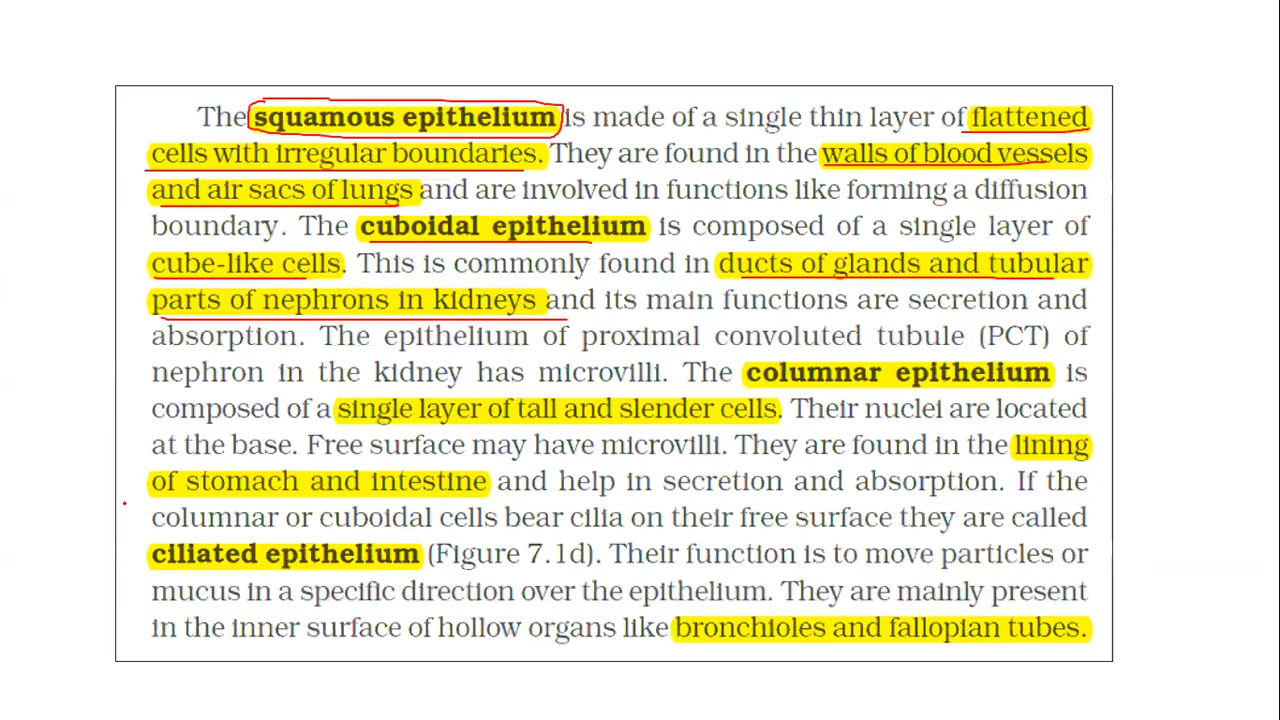 The squamous epithelium is made of a single thin layer of flattened
cells with irregular boundaries. They are found in the walls of blood vessels
and air sacs of lungs and are involved in functions like forming a diffusion
boundary. The cuboidal epithelium is composed of a single layer of
cube-like cells. This is commonly found in ducts of glands and tubular
parts of nephrons in kidneys and its main functions are secretion and
absorption. The epithelium of proximal convoluted tubule (PCT) of
nephron in the kidney has microvilli. The columnar epithelium is
composed of a single layer of tall and slender cells. Their nuclei are located
at the base. Free surface may have microvilli. They are found in the lining
of stomach and intestine and help in secretion and absorption. If the
columnar or cuboidal cells bear cilia on their free surface they are called
ciliated epithelium (Figure 7.1d). Their function is to move particles or
mucus in a specific direction over the epithelium. They are mainly present
in the inner surface of hollow organs like bronchioles and fallopian tubes.